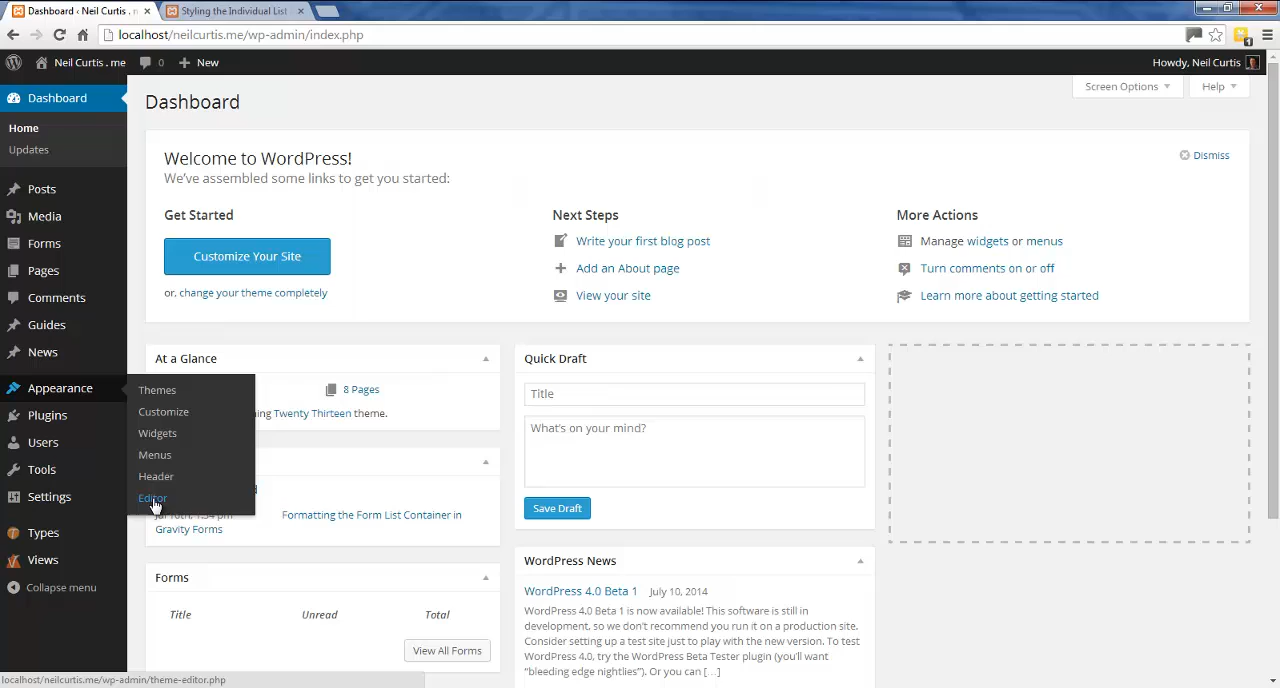 Dashboard ‹ Neil Curtis . m
Styling the Individual List
localhost/neilcurtis.me/wp-admin/index.php
1
Neil Curtis . me
0
New
Howdy, Neil Curtis
Dashboard
Home
Updates
Posts
Media
Forms
Pages
Comments
Guides
News
Appearance
Plugins
Users
Tools
Settings
Types
Views
Collapse menu
Themes
Customize
Widgets
Menus
Header
Editor
Dashboard
Screen Options
Help
Welcome to WordPress!
We've assembled some links to get you started:
Dismiss
Get Started
Customize Your Site
or, change your theme completely
Next Steps
Write your first blog post
Add an About page
View your site
More Actions
Manage widgets or menus
Turn comments on or off
Learn more about getting started
At a Glance
8 Pages
ing Twenty Thirteen theme.
Formatting the Form List Container in
Gravity Forms
Forms
Title
Unread
Total
View All Forms
Quick Draft
Title
What's on your mind?
Save Draft
WordPress News
WordPress 4.0 Beta 1 July 10, 2014
WordPress 4.0 Beta 1 is now available! This software is still in
development, so we don't recommend you run it on a production site.
Consider setting up a test site just to play with the new version. To test
WordPress 4.0, try the WordPress Beta Tester plugin (you'll want
"bleeding edge nightlies"). Or you can [...]
localhost/neilcurtis.me/wp-admin/theme-editor.php